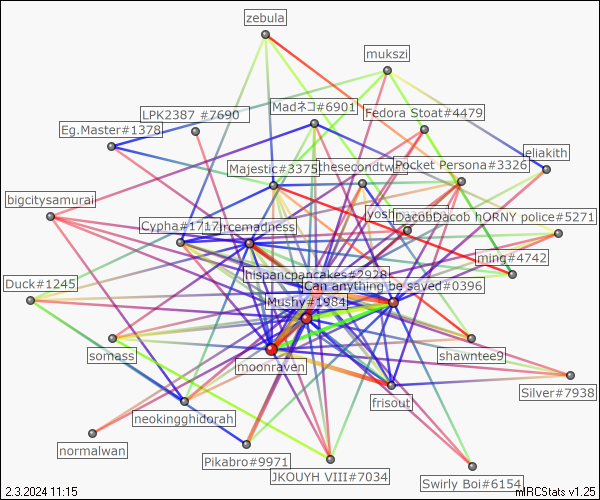 zebula
mukszi
Madネコ#6901
LPK2387 #7690
Fedora Stoat#4479
Eg.Master#1378
eliakith
Majestic#3375
thesecondtw
Pocket Persona#3326
bigcitysamurai
yosh
DacobDacob hORNY police#5271
Cypha#1717
rcemadness
ming#4742
hispancpancakes#2928
Duck#1245
Can anything be saved#0396
Mushy#1984
somass
moonraven
shawntee9
Silver#7938
frisout
neokingghidorah
normalwan
Pikabro#9971
JKOUYH VIII#7034
Swirly Boi#6154
2.3.2024 11:15
mIRCStats v1.25